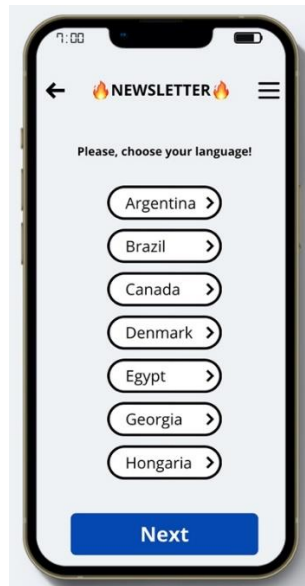 7:00
🔥NEWSLETTER🔥
Please, choose your language!
Argentina
Brazil
Canada
Denmark
Egypt
Georgia
Hongaria
Next